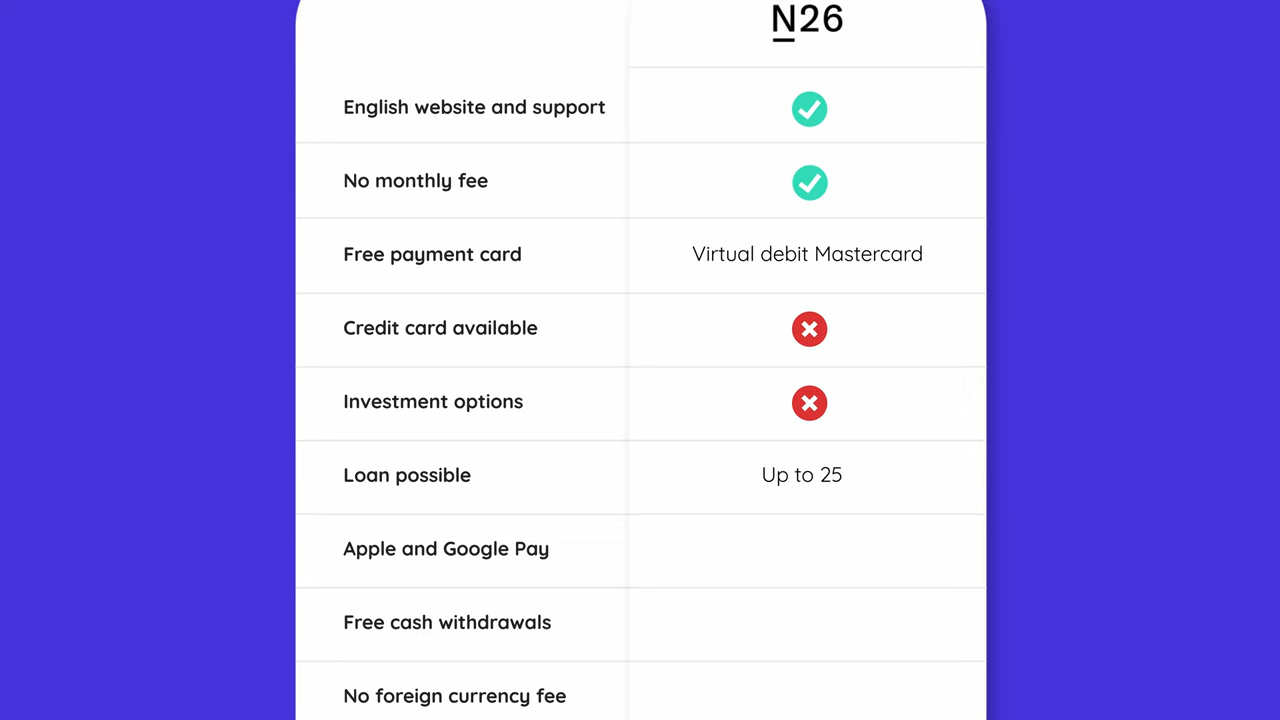 N26
English website and support
No monthly fee
Free payment card Virtual debit Mastercard
Credit card available
Investment options
Loan possible Up to 25
Apple and Google Pay
Free cash withdrawals
No foreign currency fee